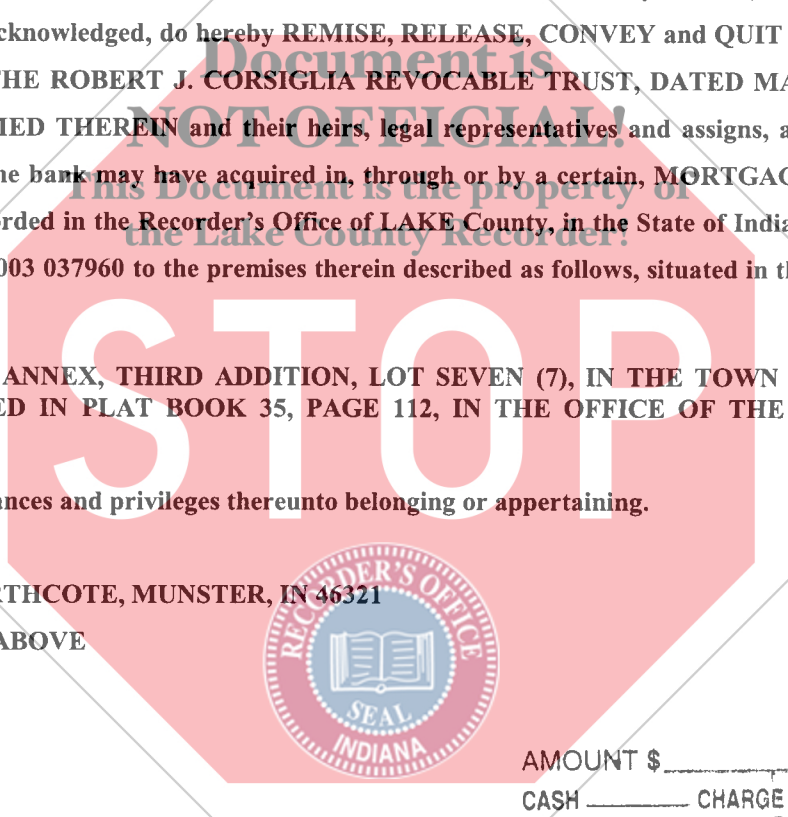 cknowledged, do hereby REMISE, RELEASE, CONVEY and QUIT
Document is
THE ROBERT J. CORSIGLIA REVOCABLE TRUST, DATED MA
NOT OFFICIAL!
MED THEREIN and their heirs, legal representatives and assigns, a
ne bank may have acquired in, through or by a certain, MORTGAG
This Document is the property of
orded in the Recorder's Office of LAKE County, in the State of India
the Lake County Recorder!
003 037960 to the premises therein described as follows, situated in th
STOP
ANNEX, THIRD ADDITION, LOT SEVEN (7), IN THE TOWN
ED IN PLAT BOOK 35, PAGE 112, IN THE OFFICE OF THE
ances and privileges thereunto belonging or appertaining.
RTHCOTE, MUNSTER, IN 46321
ABOVE
RECORDER'S OFFICE
SEAL
INDIANA
AMOUNT $
CASH CHARGE